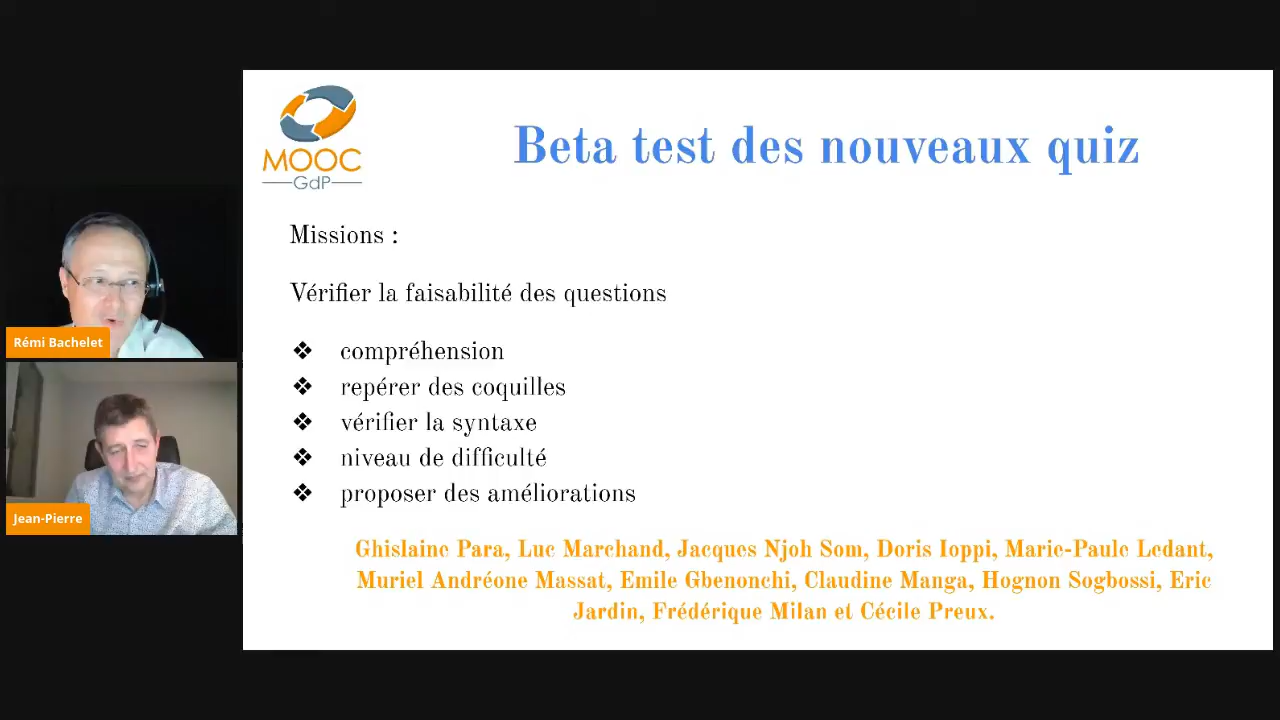 MOOC
GdP
Beta test des nouveaux quiz
Missions :
Vérifier la faisabilité des questions
❖ compréhension
❖ repérer des coquilles
❖ vérifier la syntaxe
❖ niveau de difficulté
❖ proposer des améliorations
Ghislaine Para, Luc Marchand, Jacques Njoh Som, Doris Ioppi, Marie-Paule Ledant,
Muriel Andréone Massat, Emile Gbenonchi, Claudine Manga, Hognon Sogbossi, Eric
Jardin, Frédérique Milan et Cécile Preux.
Rémi Bachelet
Jean-Pierre